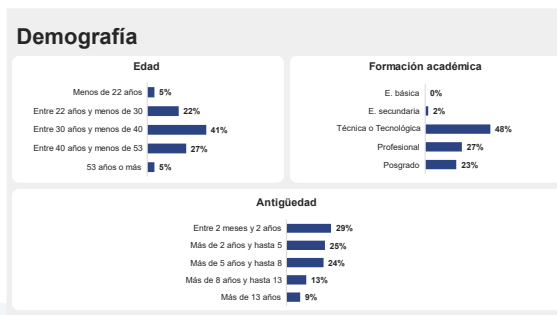 Demografía
Edad
Menos de 22 años 5%
Entre 22 años y menos de 30 22%
Entre 30 años y menos de 40 41%
Entre 40 años y menos de 53 27%
53 años o más 5%
Formación académica
E. básica 0%
E. secundaria 2%
Técnica o Tecnológica 48%
Profesional 27%
Posgrado 23%
Antigüedad
Entre 2 meses y 2 años 29%
Más de 2 años y hasta 5 25%
Más de 5 años y hasta 8 24%
Más de 8 años y hasta 13 13%
Más de 13 años 9%